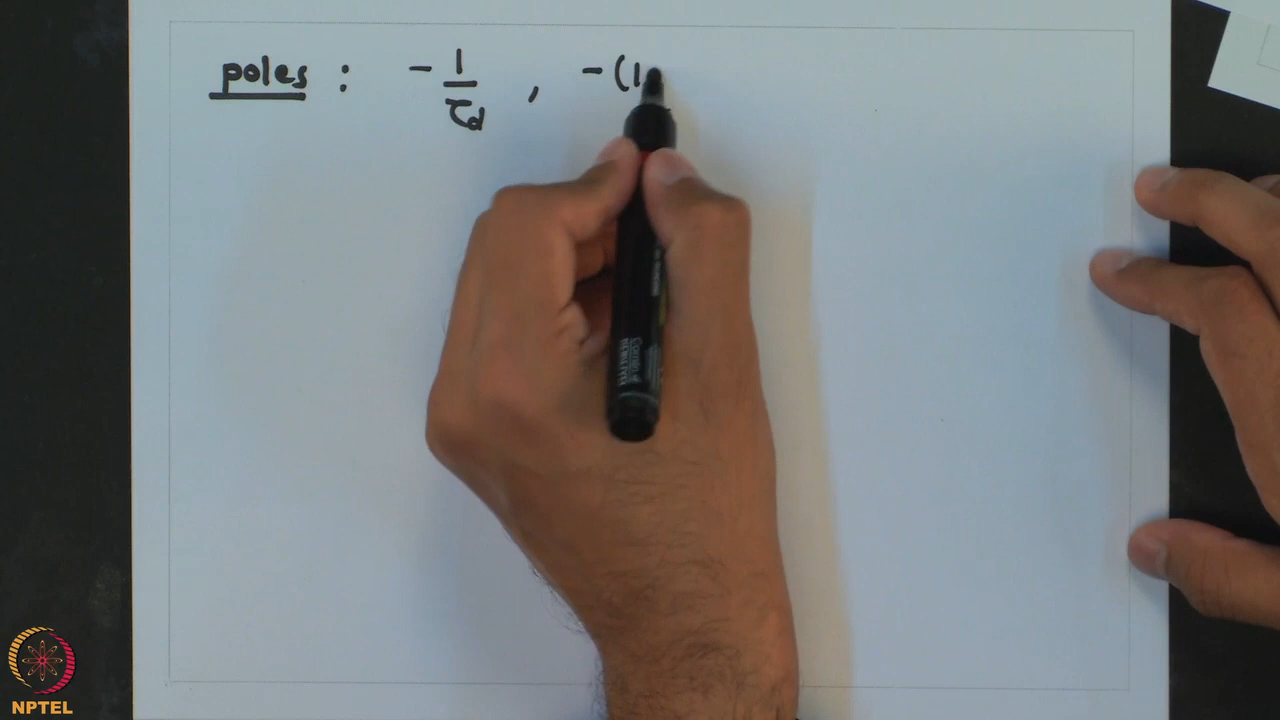 poles : - 1/τd , - (1
NPTEL